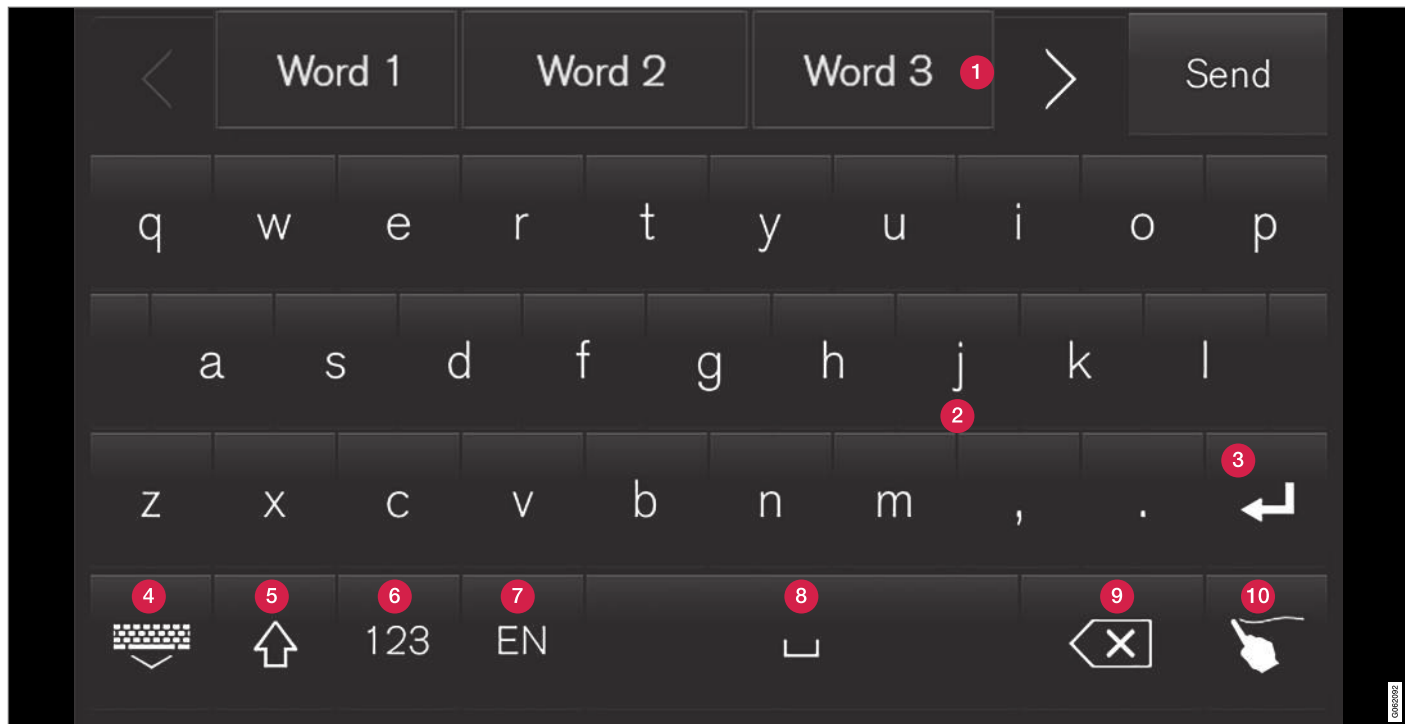 Word 1 Word 2 Word 3 1 Send
q w e r t y u i o p
a s d f g h j k l
2
3
z x c v b n m , .
4 5 6 7 8 9 10
123 EN
G062092